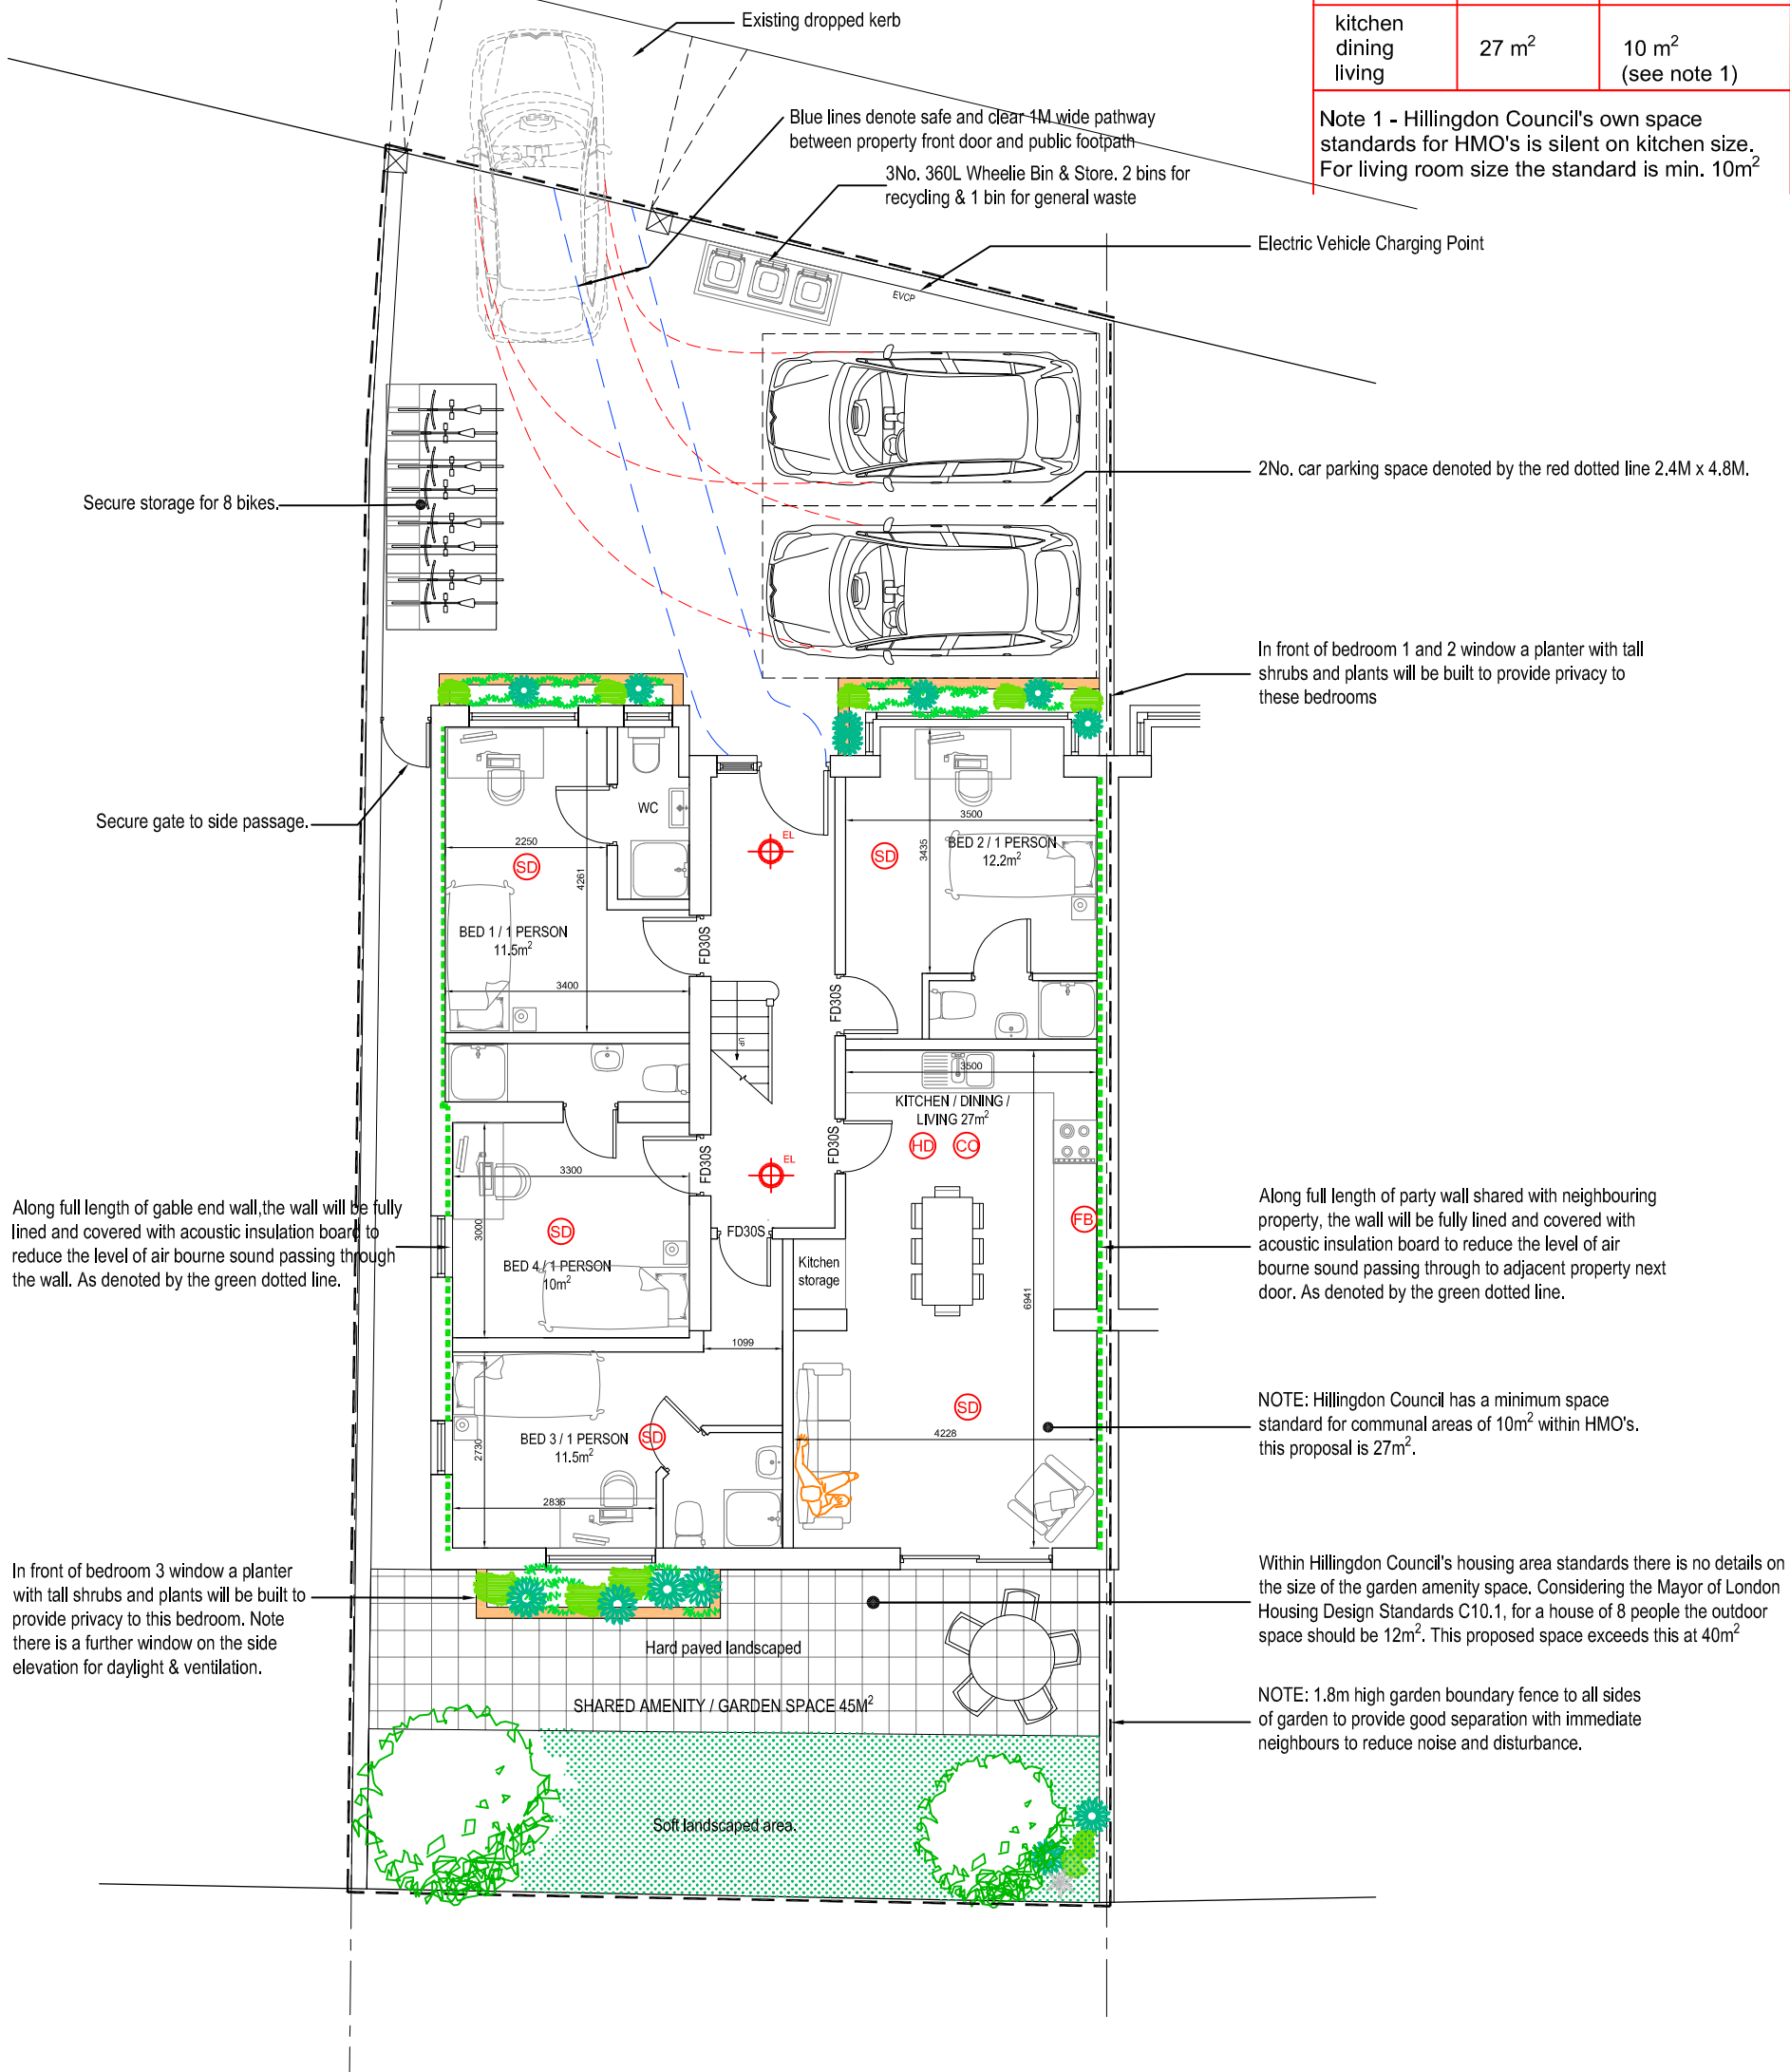 Existing dropped kerb
kitchen
dining
living
27 m²
10 m²
(see note 1)
Note 1 - Hillingdon Council's own space
standards for HMO's is silent on kitchen size.
For living room size the standard is min. 10m²
Blue lines denote safe and clear 1M wide pathway
between property front door and public footpath
3No. 360L Wheelie Bin & Store. 2 bins for
recycling & 1 bin for general waste
Electric Vehicle Charging Point
EVCP
2No. car parking space denoted by the red dotted line 2.4M x 4.8M.
Secure storage for 8 bikes.
In front of bedroom 1 and 2 window a planter with tall
shrubs and plants will be built to provide privacy to
these bedrooms
Secure gate to side passage.
WC
2250
SD
4261
BED 1 / 1 PERSON
11.5m²
3400
FD30S
EL
3500
3435
SD
BED 2 / 1 PERSON
12.2m²
FD30S
UP
3500
KITCHEN / DINING /
LIVING 27m²
HD
CO
FD30S
FD30S
EL
3300
3000
SD
BED 4 / 1 PERSON
10m²
FD30S
Kitchen
storage
FB
6941
1099
Along full length of gable end wall,the wall will be fully
lined and covered with acoustic insulation board to
reduce the level of air bourne sound passing through
the wall. As denoted by the green dotted line.
Along full length of party wall shared with neighbouring
property, the wall will be fully lined and covered with
acoustic insulation board to reduce the level of air
bourne sound passing through to adjacent property next
door. As denoted by the green dotted line.
SD
4228
BED 3 / 1 PERSON
11.5m²
SD
2730
2836
NOTE: Hillingdon Council has a minimum space
standard for communal areas of 10m² within HMO's.
this proposal is 27m².
In front of bedroom 3 window a planter
with tall shrubs and plants will be built to
provide privacy to this bedroom. Note
there is a further window on the side
elevation for daylight & ventilation.
Within Hillingdon Council's housing area standards there is no details on
the size of the garden amenity space. Considering the Mayor of London
Housing Design Standards C10.1, for a house of 8 people the outdoor
space should be 12m². This proposed space exceeds this at 40m²
Hard paved landscaped
SHARED AMENITY / GARDEN SPACE 45M²
NOTE: 1.8m high garden boundary fence to all sides
of garden to provide good separation with immediate
neighbours to reduce noise and disturbance.
Soft landscaped area.